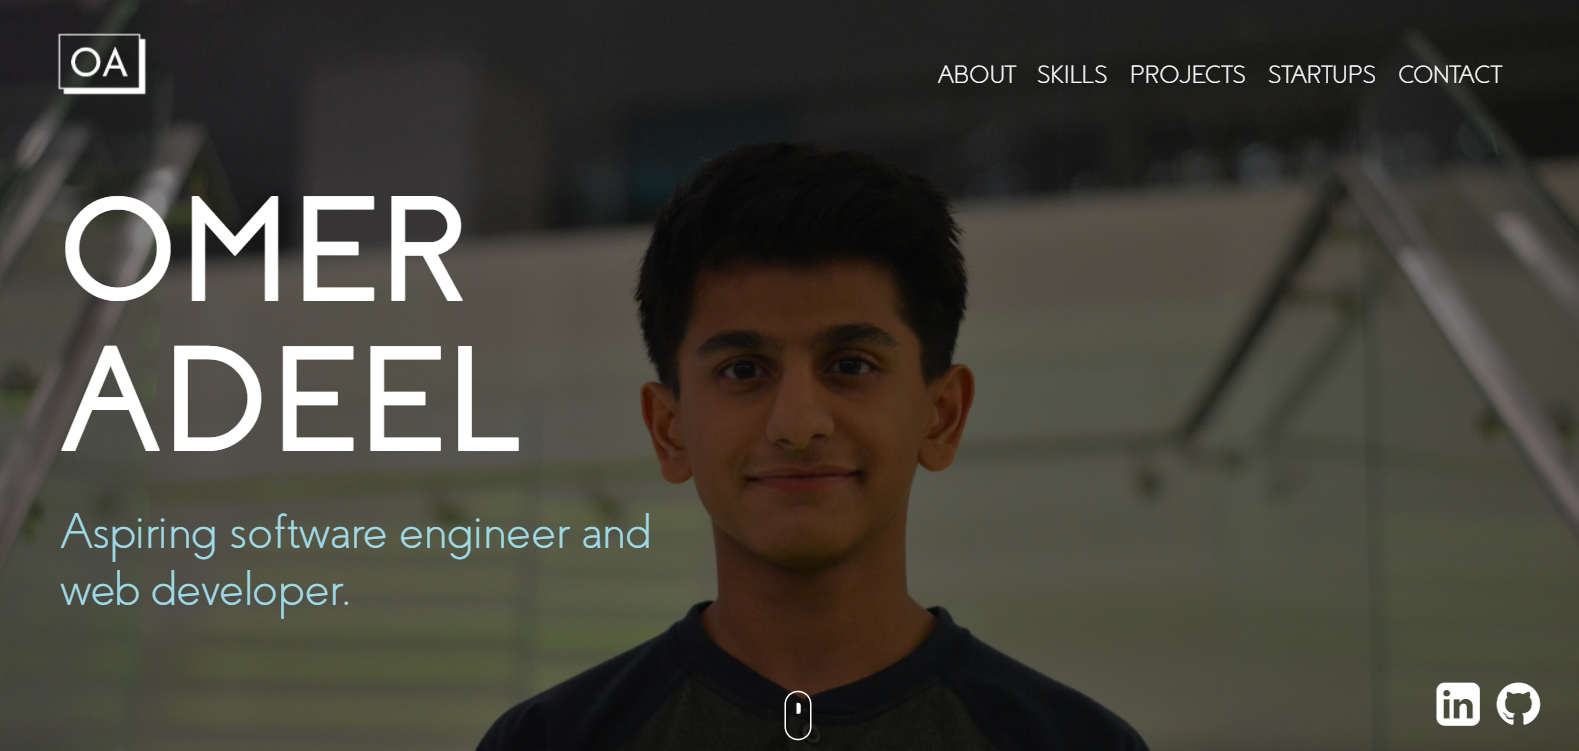 OA
ABOUT SKILLS PROJECTS STARTUPS CONTACT
OMER
ADEEL
Aspiring software engineer and
web developer.
in